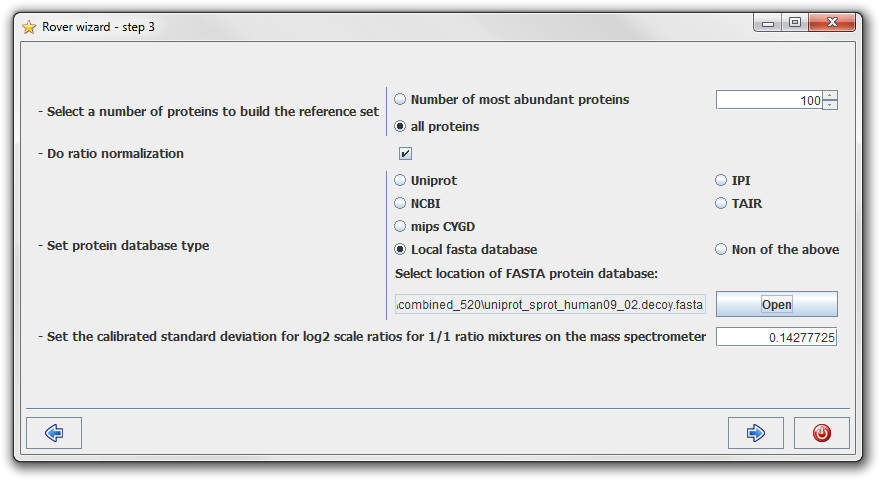 Rover wizard - step 3
Number of most abundant proteins
100
- Select a number of proteins to build the reference set
all proteins
- Do ratio normalization
Uniprot
IPI
NCBI
TAIR
mips CYGD
- Set protein database type
Local fasta database
Non of the above
Select location of FASTA protein database:
\combined_520\uniprot_sprot_human09_02.decoy.fasta
Open
- Set the calibrated standard deviation for log2 scale ratios for 1/1 ratio mixtures on the mass spectrometer
0.14277725